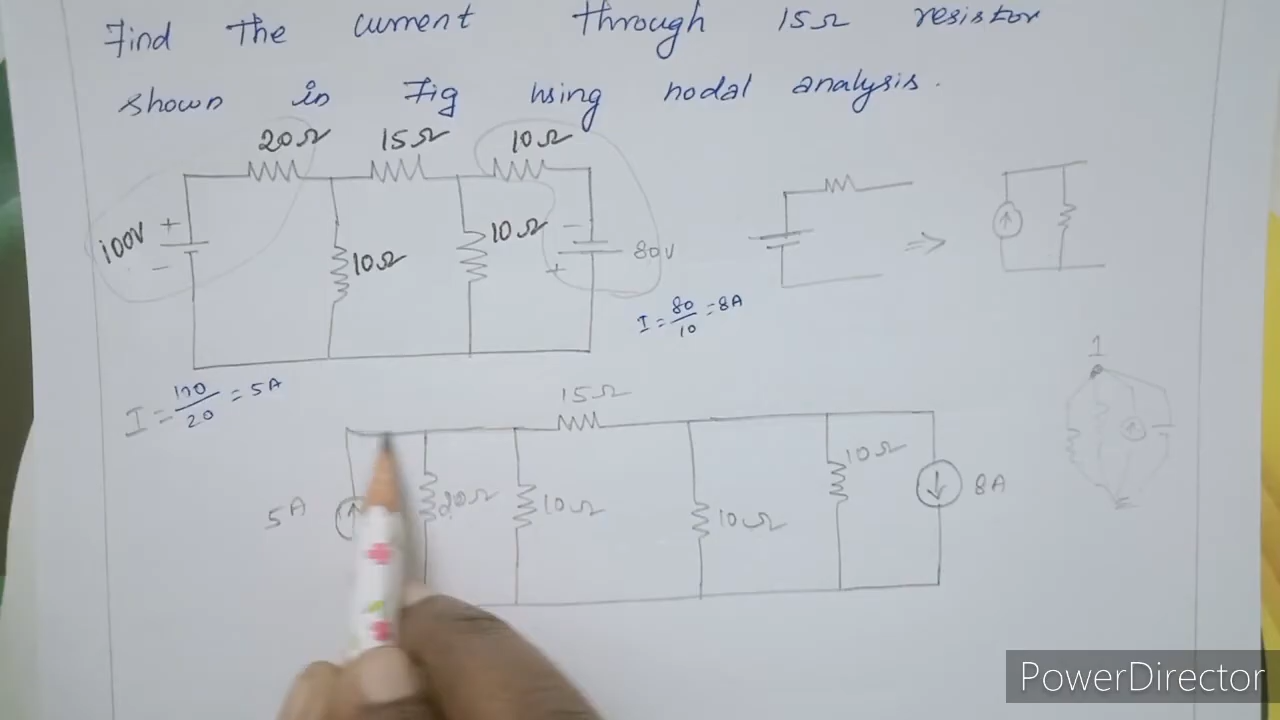 Find The current Through 15Ω resistor
shown in Fig using nodal analysis.
20Ω 15Ω 10Ω
100V + - 10Ω 10Ω - + 80V
I = 80/10 = 8A
I = 100/20 = 5A
1
15Ω
5A 20Ω 10Ω 10Ω 10Ω 8A
PowerDirector